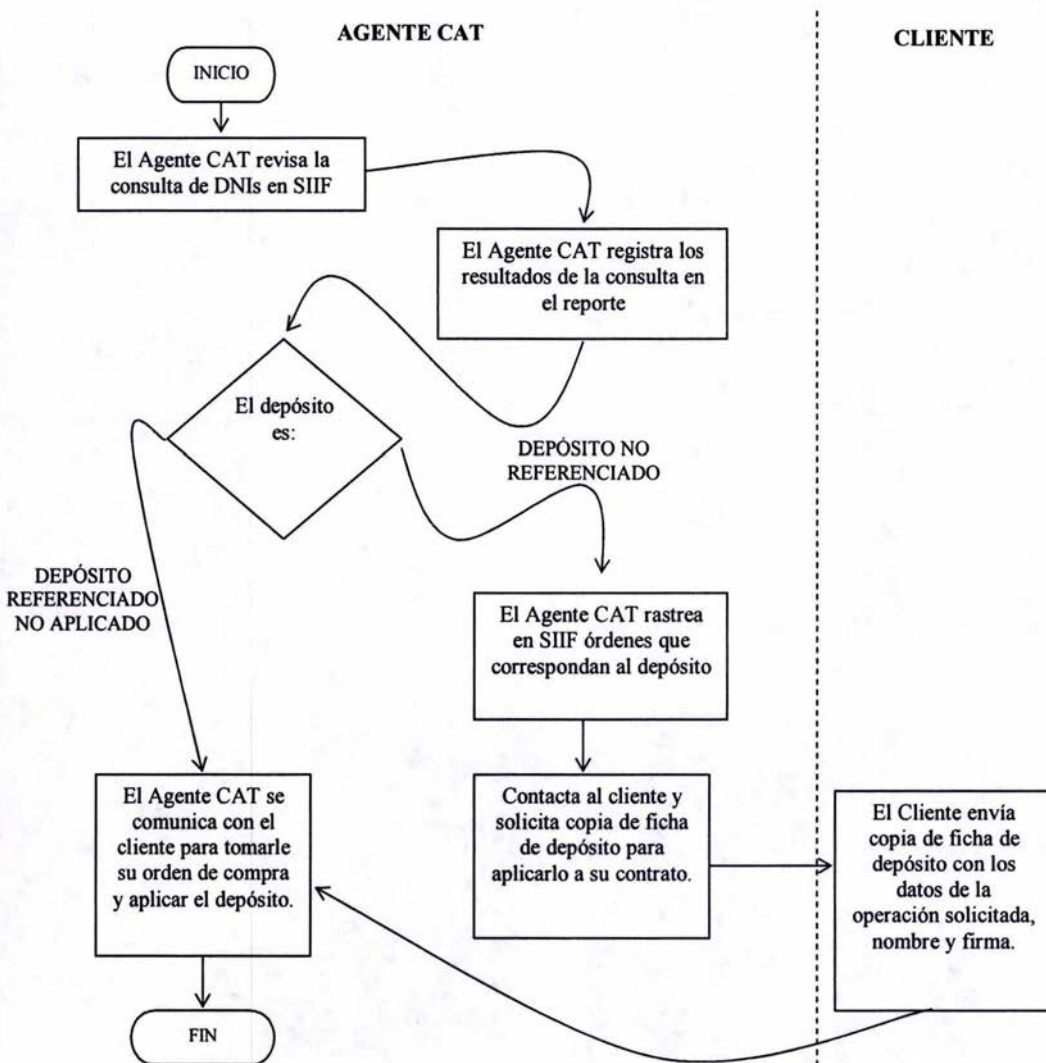 AGENTE CAT
CLIENTE
INICIO
El Agente CAT revisa la
consulta de DNIs en SIIF
El Agente CAT registra los
resultados de la consulta en
el reporte
El depósito
es:
DEPÓSITO NO
REFERENCIADO
DEPÓSITO
REFERENCIADO
NO APLICADO
El Agente CAT rastrea
en SIIF órdenes que
correspondan al depósito
El Agente CAT se
comunica con el
cliente para tomarle
su orden de compra
y aplicar el depósito.
Contacta al cliente y
solicita copia de ficha
de depósito para
aplicarlo a su contrato.
El Cliente envía
copia de ficha de
depósito con los
datos de la
operación solicitada,
nombre y firma.
FIN